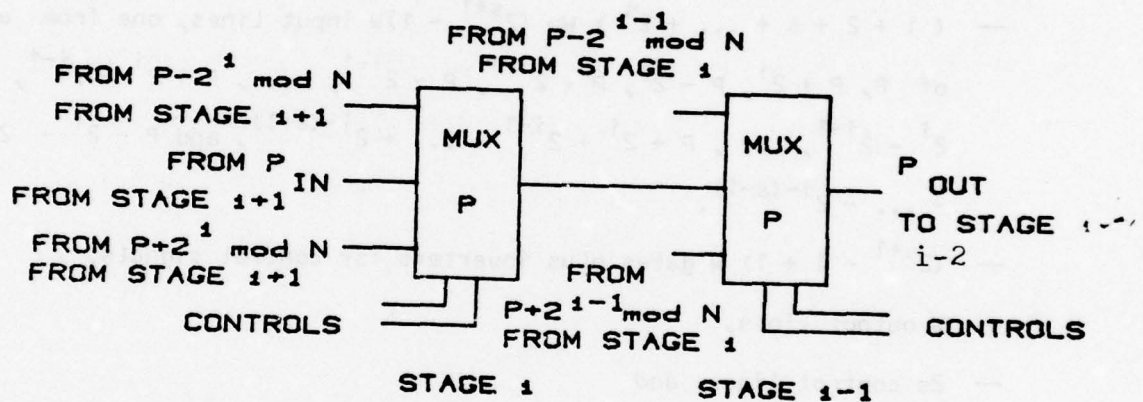 FROM P-2^i mod N
FROM STAGE i+1
FROM P IN
FROM STAGE i+1
FROM P+2^i mod N
FROM STAGE i+1
CONTROLS
MUX
P
STAGE i
FROM P-2^i-1 mod N
FROM STAGE i
MUX
P
FROM
P+2^i-1 mod N
FROM STAGE i
STAGE i-1
P OUT
TO STAGE
i-2
CONTROLS